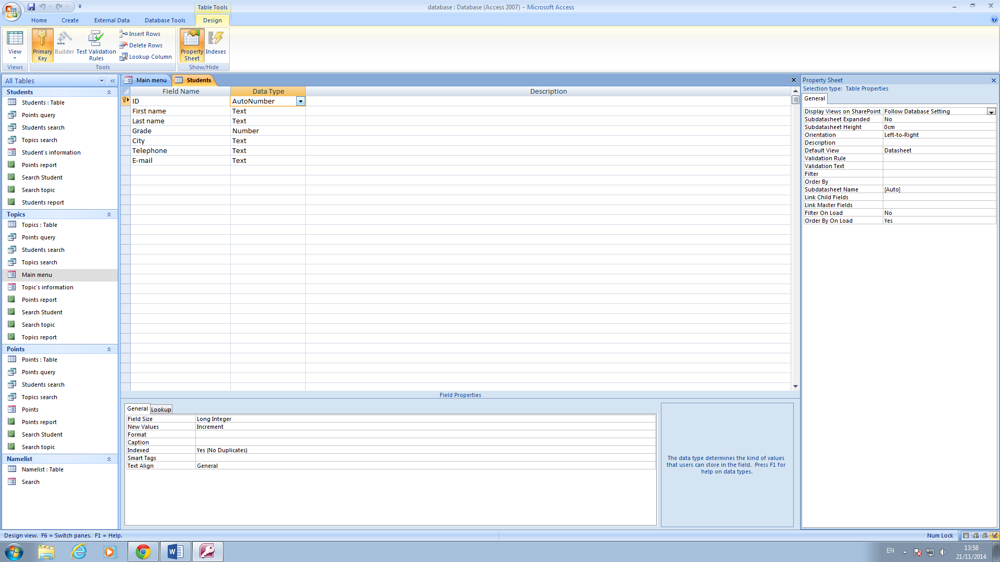 Table Tools
database : Database (Access 2007) - Microsoft Access
Home Create External Data Database Tools Design
View
Primary Key
Builder
Test Validation Rules
Insert Rows
Delete Rows
Lookup Column
Property Sheet
Indexes
Views Tools Show/Hide
All Tables
Students
Students : Table
Points query
Students search
Topics search
Student's information
Points report
Search Student
Search topic
Students report
Topics
Topics : Table
Points query
Students search
Topics search
Main menu
Topic's information
Points report
Search Student
Search topic
Topics report
Points
Points : Table
Points query
Students search
Topics search
Points
Points report
Search Student
Search topic
Namelist
Namelist : Table
Search
Main menu Students
Field Name Data Type Description
ID AutoNumber
First name Text
Last name Text
Grade Number
City Text
Telephone Text
E-mail Text
Field Properties
General Lookup
Field Size Long Integer
New Values Increment
Format
Caption
Indexed Yes (No Duplicates)
Smart Tags
Text Align General
The data type determines the kind of values
that users can store in the field. Press F1 for
help on data types.
Property Sheet
Selection type: Table Properties
General
Display Views on SharePoint Follow Database Setting
Subdatasheet Expanded No
Subdatasheet Height 0cm
Orientation Left-to-Right
Description
Default View Datasheet
Validation Rule
Validation Text
Filter
Order By
Subdatasheet Name [Auto]
Link Child Fields
Link Master Fields
Filter On Load No
Order By On Load Yes
Design view. F6 = Switch panes. F1 = Help.
Num Lock
EN
13:58
21/11/2014